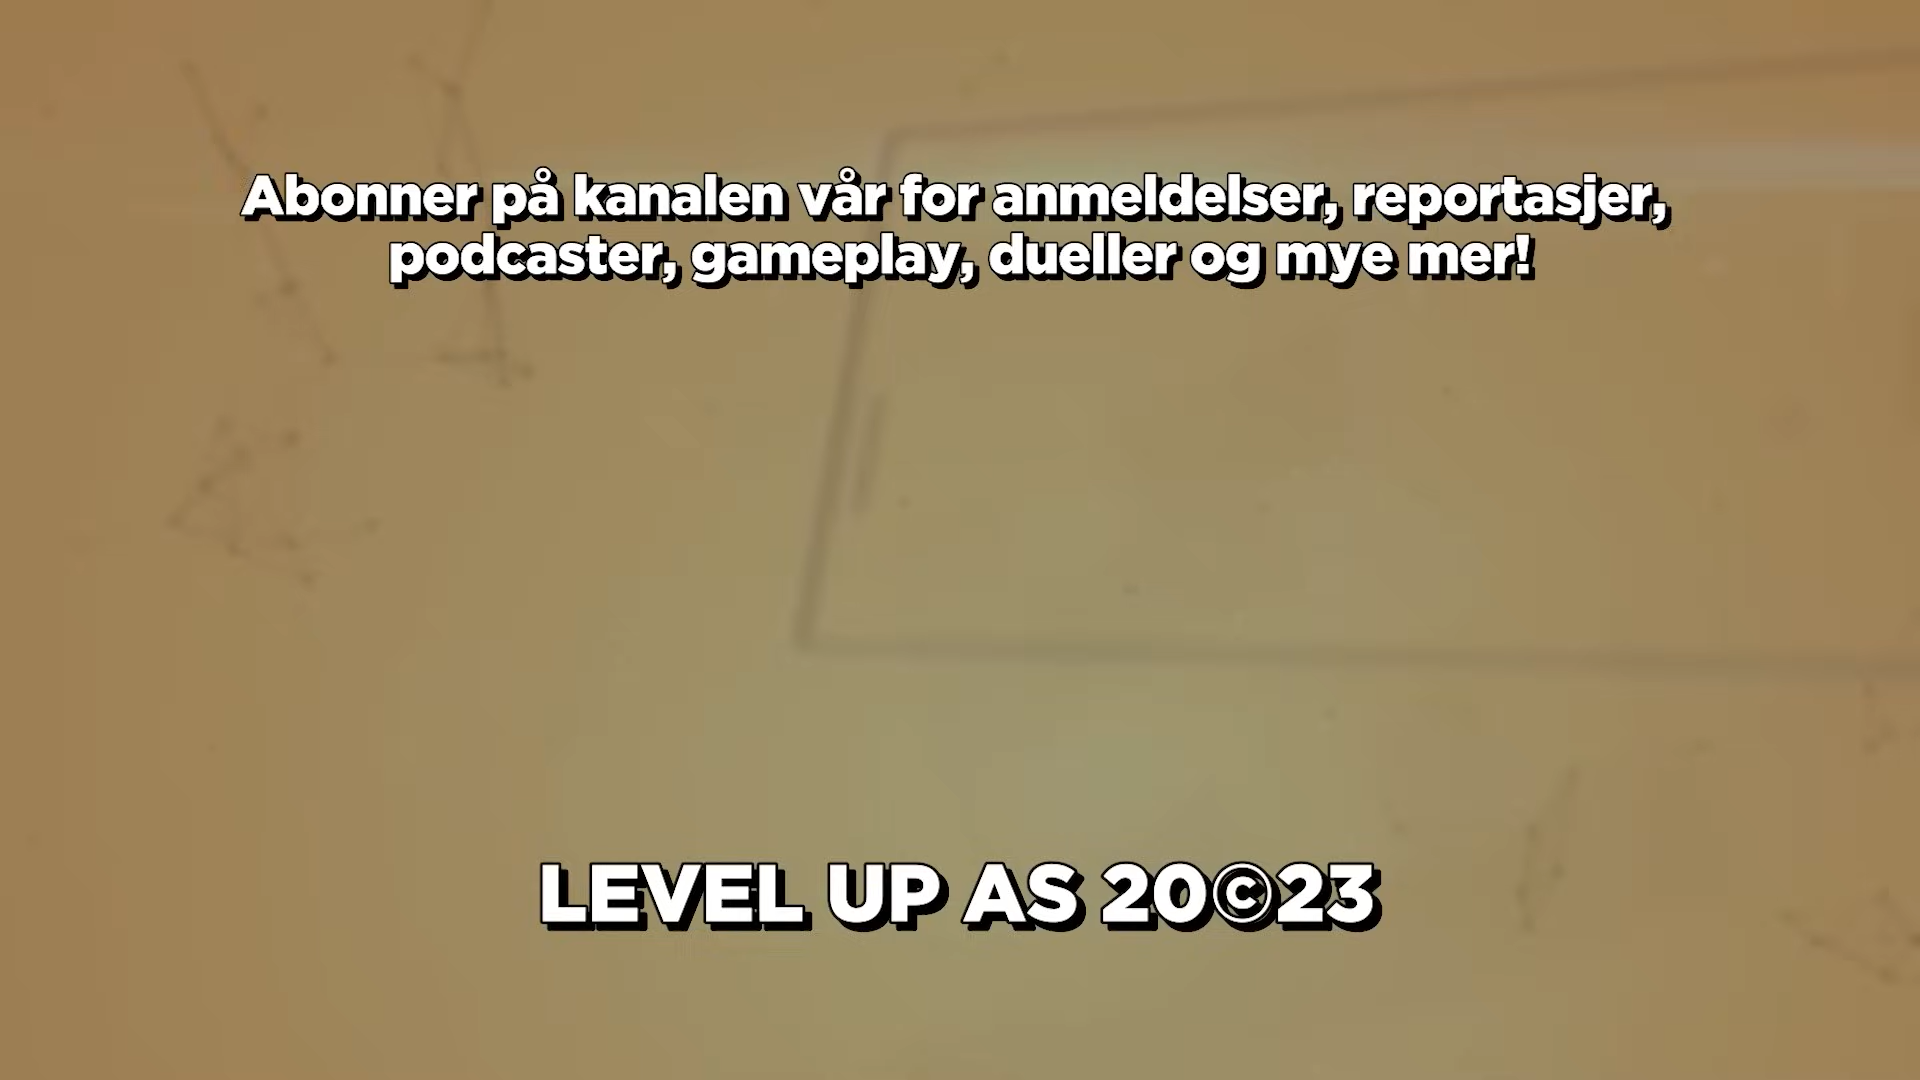 Abonner på kanalen vår for anmeldelser, reportasjer,
podcaster, gameplay, dueller og mye mer!
LEVEL UP AS 20©23